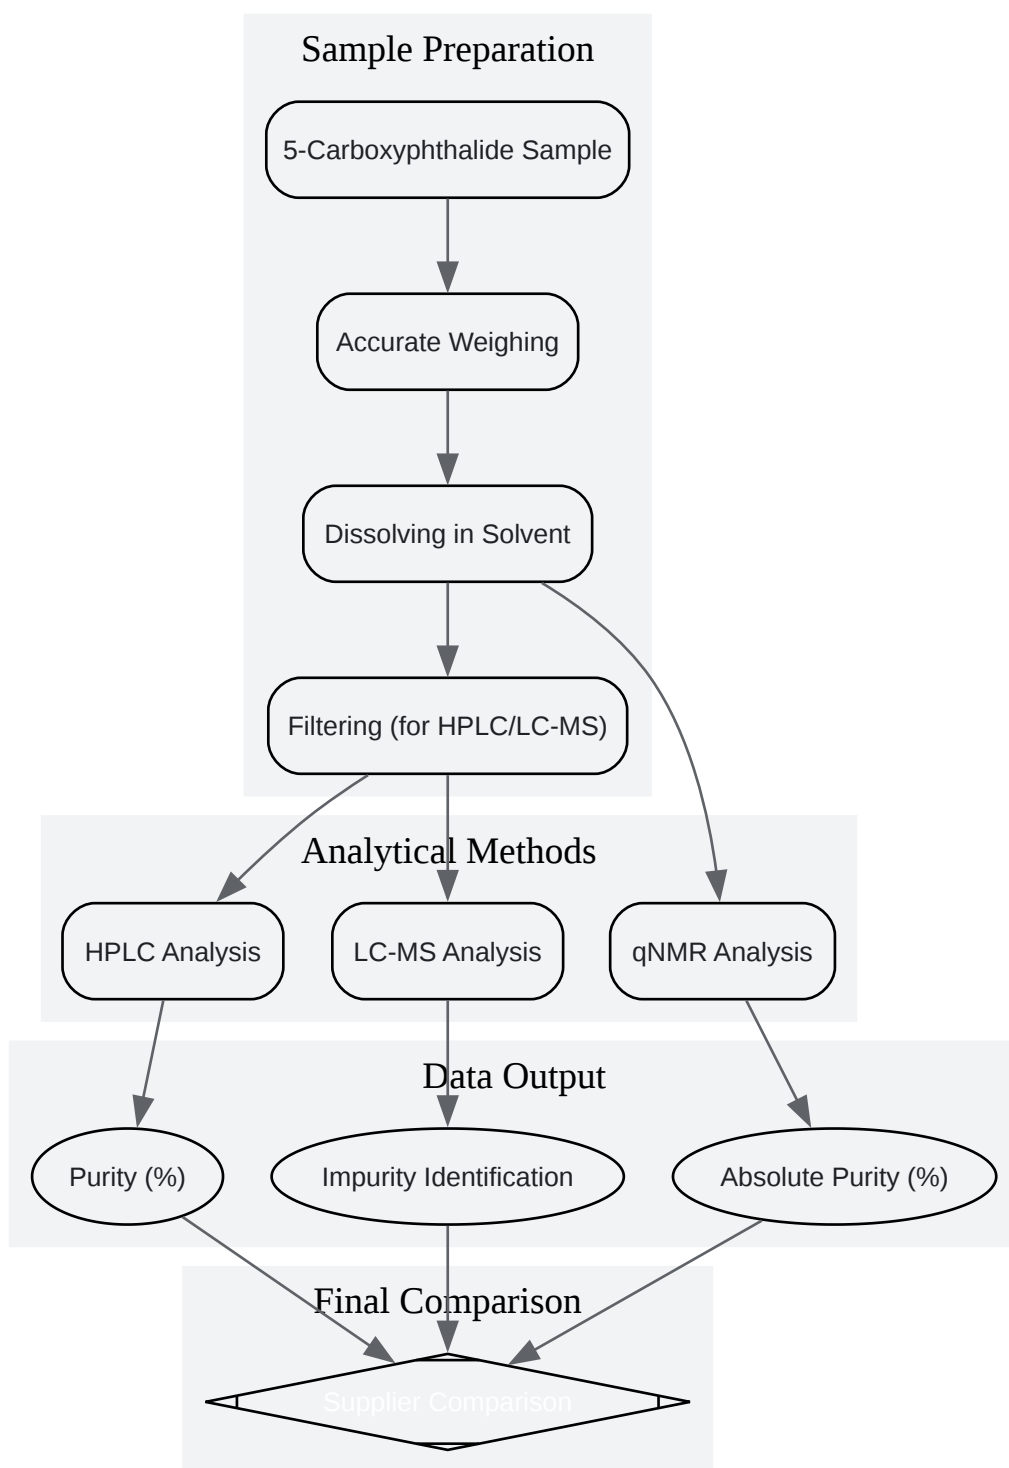 Sample Preparation
5-Carboxyphthalide Sample
Accurate Weighing
Dissolving in Solvent
Filtering (for HPLC/LC-MS)
Analytical Methods
HPLC Analysis
LC-MS Analysis
qNMR Analysis
Data Output
Purity (%)
Impurity Identification
Absolute Purity (%)
Final Comparison
Supplier Comparison